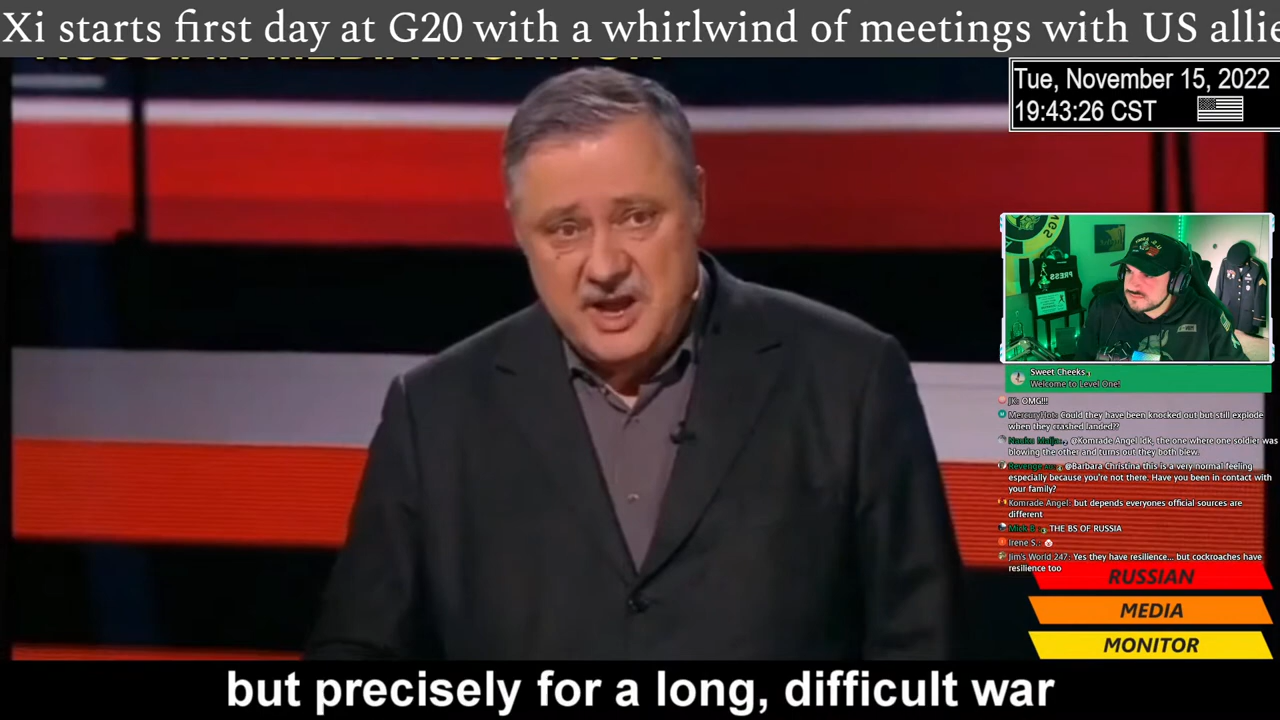 Xi starts first day at G20 with a whirlwind of meetings with US allie
RUSSIAN MEDIA MONITOR
Tue, November 15, 2022
19:43:26 CST
PRESS
Sweet Cheeks
Welcome to Level One!
JK: OMG!!!
MercuryHot: Could they have been knocked out but still explode
when they crashed landed??
@Komrade Angel idk, the one where one soldier was
blowing the other and turns out they both blew.
@Barbara Christina this is a very normal feeling
especially because you're not there. Have you been in contact with
your family?
Komrade Angel: but depends everyones official sources are
different
THE BS OF RUSSIA
Irene S.:
Jim's World 247: Yes they have resilience... but cockroaches have
resilience too
RUSSIAN
MEDIA
MONITOR
but precisely for a long, difficult war